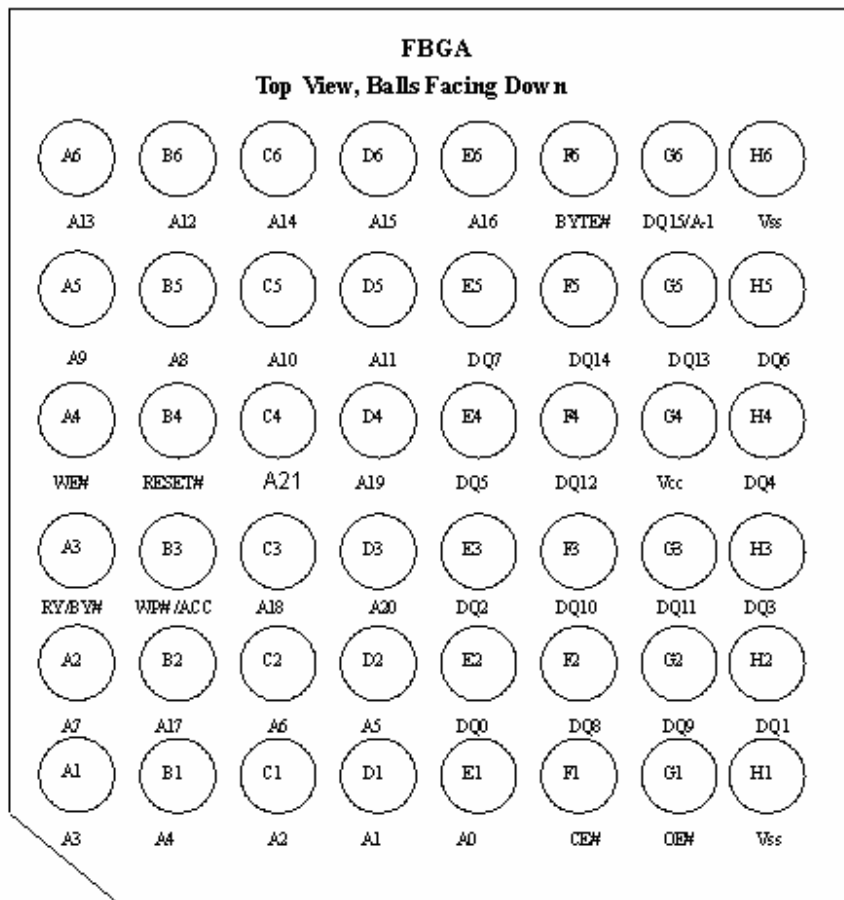 FBGA
Top View, Balls Facing Down
A6 B6 C6 D6 E6 F6 G6 H6
A13 A12 A14 A15 A16 BYTE# DQ15/A-1 Vss
A5 B5 C5 D5 E5 F5 G5 H5
A9 A8 A10 A11 DQ7 DQ14 DQ13 DQ6
A4 B4 C4 D4 E4 F4 G4 H4
WE# RESET# A21 A19 DQ5 DQ12 Vcc DQ4
A3 B3 C3 D3 E3 F3 G3 H3
RY/BY# WP#/ACC A18 A20 DQ2 DQ10 DQ11 DQ3
A2 B2 C2 D2 E2 F2 G2 H2
A7 A17 A6 A5 DQ0 DQ8 DQ9 DQ1
A1 B1 C1 D1 E1 F1 G1 H1
A3 A4 A2 A1 A0 CE# OE# Vss